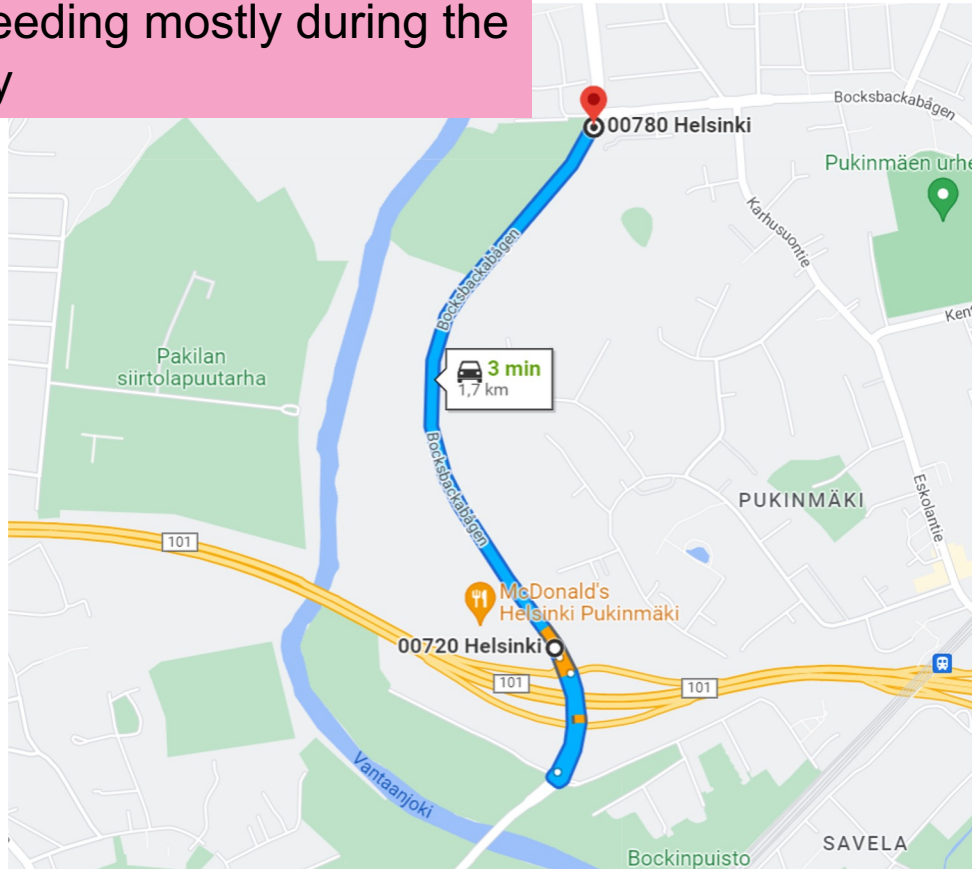 eeding mostly during the
y
Bocksbackabågen
00780 Helsinki
Pukinmäen urhe
Karhusuontie
Bocksbackabågen
Kent
3 min
1,7 km
Pakilan
siirtolapuutarha
Bocksbackabågen
PUKINMÄKI
Eskolantie
101
McDonald's
Helsinki Pukinmäki
00720 Helsinki
101
101
Vantaanjoki
SAVELA
Bockinpuisto